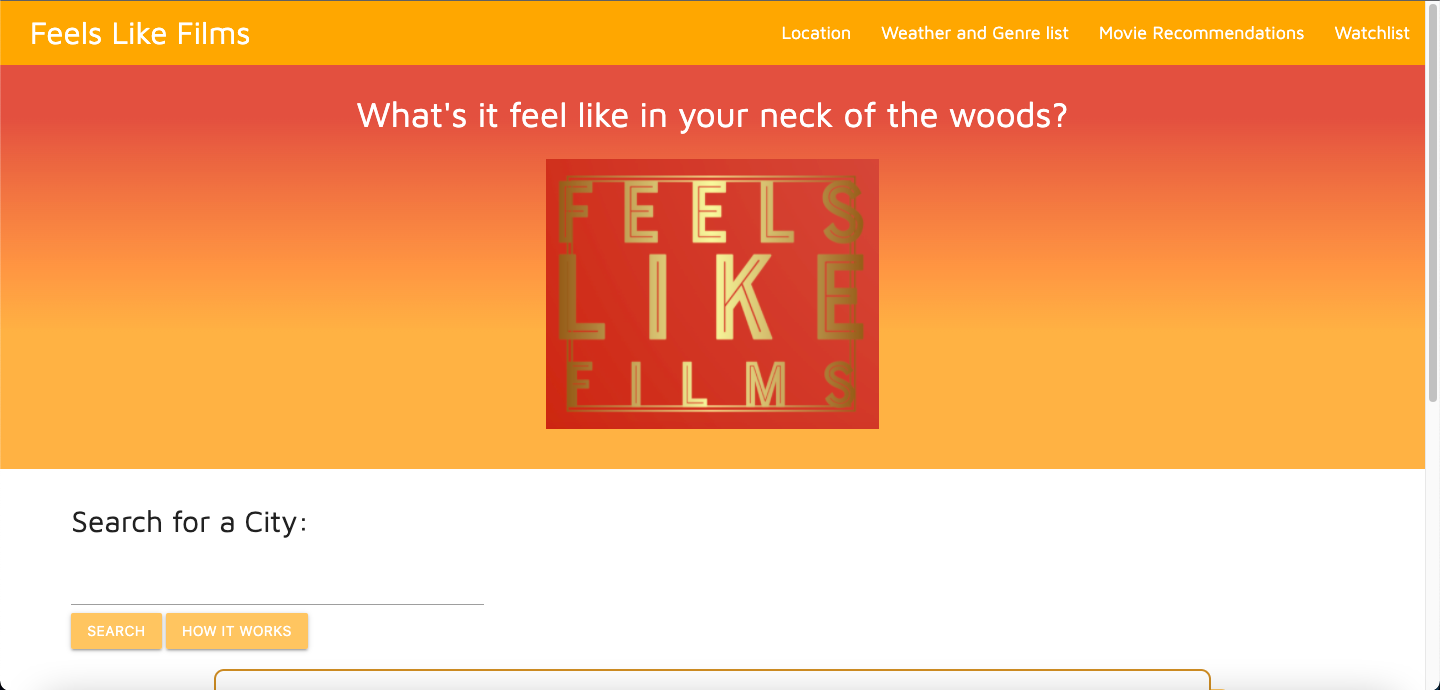 Feels Like Films
Location Weather and Genre list Movie Recommendations Watchlist
What's it feel like in your neck of the woods?
FEELS
LIKE
FILMS
Search for a City:
SEARCH HOW IT WORKS